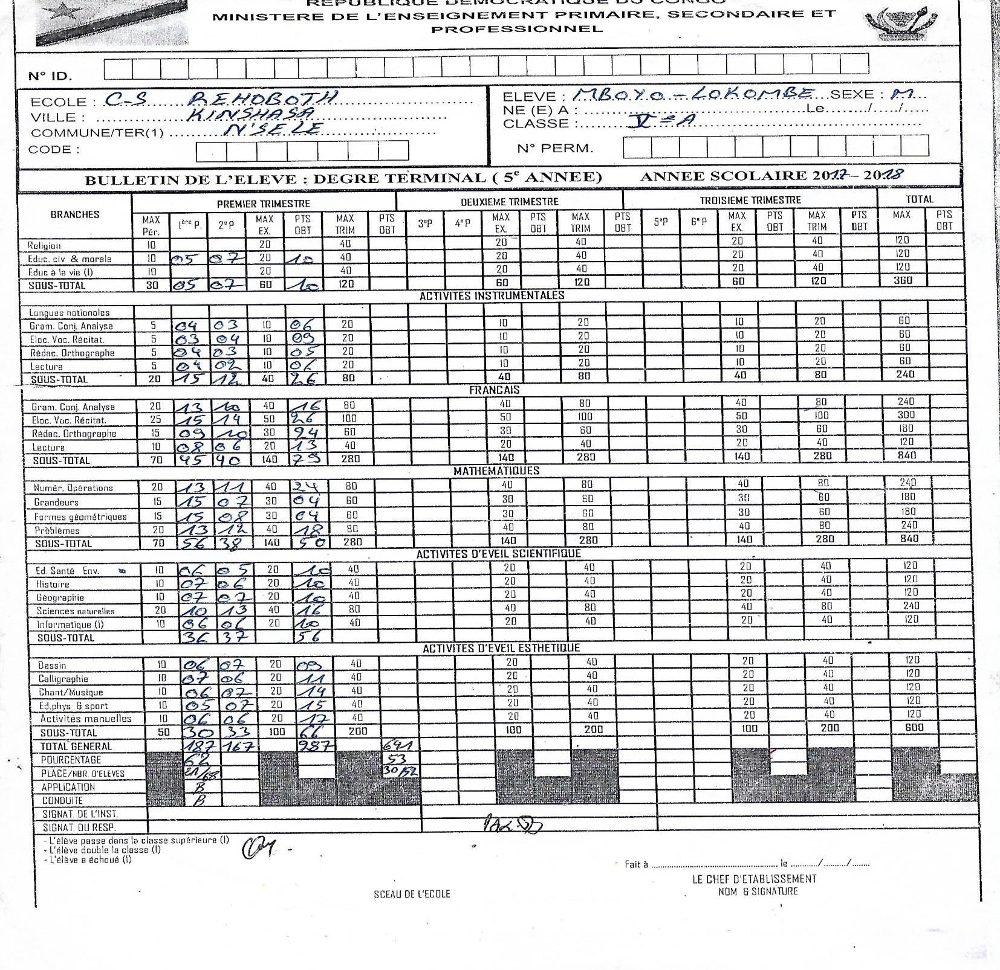 REPUBLIQUE DEMOCRATIQUE DU CONGO
MINISTERE DE L'ENSEIGNEMENT PRIMAIRE, SECONDAIRE ET
PROFESSIONNEL
N° ID.
ECOLE : C-S REHOBOTH
VILLE : KINSHASA
COMMUNE/TER(1) N'SELE
CODE :
ELEVE : MBOYO-LOKOMBE SEXE : M
NE (E) A : Le ...../...../.....
CLASSE : V e A
N° PERM.
BULLETIN DE L'ELEVE : DEGRE TERMINAL ( 5e ANNEE) ANNEE SCOLAIRE 2017-2018
BRANCHES PREMIER TRIMESTRE DEUXIEME TRIMESTRE TROISIEME TRIMESTRE TOTAL
MAX Pér. 1ère P. 2e P MAX EX. PTS OBT MAX TRIM PTS OBT 3e P 4e P MAX EX. PTS OBT MAX TRIM PTS OBT 5e P 6e P MAX EX. PTS OBT MAX TRIM PTS OBT MAX PTS OBT
Religion 10 20 40 20 40 20 40 120
Educ. civ & morale 10 05 07 20 10 40 20 40 20 40 120
Educ à la vie (1) 10 20 40 20 40 20 40 120
SOUS-TOTAL 30 05 07 60 10 120 60 120 60 120 360
ACTIVITES INSTRUMENTALES
Langues nationales
Gram. Conj. Analyse 5 04 03 10 06 20 10 20 10 20 60
Eloc. Voc. Récitat. 5 03 04 10 09 20 10 20 10 20 60
Rédac. Orthographe 5 04 03 10 05 20 10 20 10 20 60
Lecture 5 04 02 10 06 20 10 20 10 20 60
SOUS-TOTAL 20 15 12 40 26 80 40 80 40 80 240
FRANCAIS
Gram. Conj. Analyse 20 13 10 40 16 80 40 80 40 80 240
Eloc. Voc. Récitat. 25 15 14 50 26 100 50 100 50 100 300
Rédac. Orthographe 15 09 10 30 24 60 30 60 30 60 180
Lecture 10 08 06 20 13 40 20 40 20 40 120
SOUS-TOTAL 70 45 40 140 79 280 140 280 140 280 840
MATHEMATIQUES
Numér. Opérations 20 13 11 40 24 80 40 80 40 80 240
Grandeurs 15 15 07 30 04 60 30 60 30 60 180
Formes géométriques 15 15 08 30 04 60 30 60 30 60 180
Problèmes 20 13 12 40 18 80 40 80 40 80 240
SOUS-TOTAL 70 56 38 140 50 280 140 280 140 280 840
ACTIVITES D'EVEIL SCIENTIFIQUE
Ed. Santé Env. 10 06 05 20 10 40 20 40 20 40 120
Histoire 10 07 06 20 10 40 20 40 20 40 120
Géographie 10 07 07 20 10 40 20 40 20 40 120
Sciences naturelles 20 10 13 40 16 80 40 80 40 80 240
Informatique (1) 10 06 06 20 10 40 20 40 20 40 120
SOUS-TOTAL 36 37 56
ACTIVITES D'EVEIL ESTHETIQUE
Dessin 10 06 07 20 09 40 20 40 20 40 120
Calligraphie 10 07 06 20 11 40 20 40 20 40 120
Chant/Musique 10 06 07 20 14 40 20 40 20 40 120
Ed.phys & sport 10 05 07 20 15 40 20 40 20 40 120
Activites manuelles 10 06 06 20 17 40 20 40 20 40 120
SOUS-TOTAL 50 30 33 100 66 200 100 200 100 200 600
TOTAL GENERAL 187 167 287 641
POURCENTAGE 62 53
PLACE/NBR. D'ELEVES 21/68 30/52
APPLICATION B
CONDUITE B
SIGNAT. DE L'INST.
SIGNAT. DU RESP.
- L'élève passe dans la classe supérieure (1)
- L'élève double la classe (1)
- L'élève a échoué (1)
Fait à ..............., le ........../........./........
LE CHEF D'ETABLISSEMENT
NOM & SIGNATURE
SCEAU DE L'ECOLE